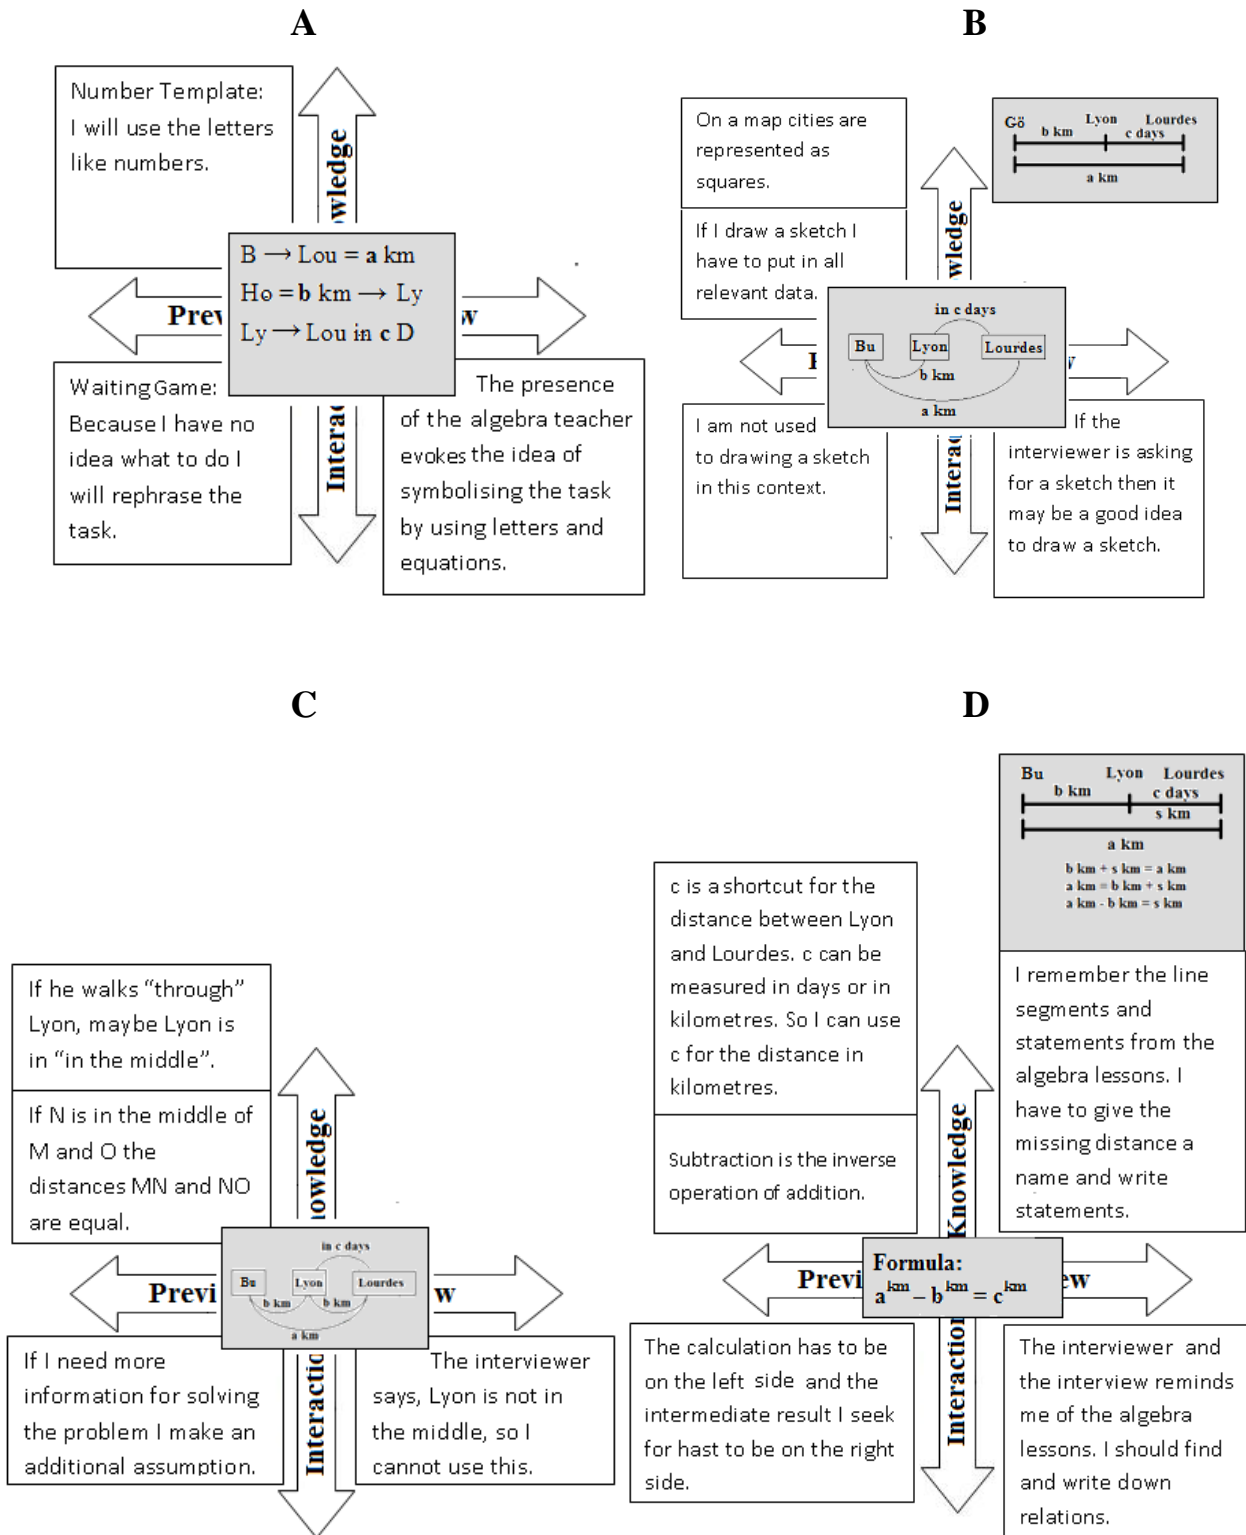 A
Number Template:
I will use the letters
like numbers.
wledge
B → Lou = a km
Ho = b km → Ly
Ly → Lou in c D
Prev
w
Waiting Game:
Because I have no
idea what to do I
will rephrase the
task.
Interac
The presence
of the algebra teacher
evokes the idea of
symbolising the task
by using letters and
equations.
B
On a map cities are
represented as
squares.
If I draw a sketch I
have to put in all
relevant data.
Gö Lyon Lourdes
b km c days
a km
wledge
in c days
Bu Lyon Lourdes
b km
a km
I am not used
to drawing a sketch
in this context.
Interac
If the
interviewer is asking
for a sketch then it
may be a good idea
to draw a sketch.
C
If he walks “through”
Lyon, maybe Lyon is
in “in the middle”.
If N is in the middle of
M and O the
distances MN and NO
are equal.
owledge
in c days
Bu Lyon Lourdes
b km b km
a km
Previ
w
If I need more
information for solving
the problem I make an
additional assumption.
Interactio
The interviewer
says, Lyon is not in
the middle, so I
cannot use this.
D
Bu Lyon Lourdes
b km c days
s km
a km
b km + s km = a km
a km = b km + s km
a km - b km = s km
c is a shortcut for the
distance between Lyon
and Lourdes. c can be
measured in days or in
kilometres. So I can use
c for the distance in
kilometres.
Subtraction is the inverse
operation of addition.
I remember the line
segments and
statements from the
algebra lessons. I
have to give the
missing distance a
name and write
statements.
Knowledge
Previ
ew
Formula:
a^km – b^km = c^km
The calculation has to be
on the left side and the
intermediate result I seek
for hast to be on the right
side.
Interaction
The interviewer and
the interview reminds
me of the algebra
lessons. I should find
and write down
relations.